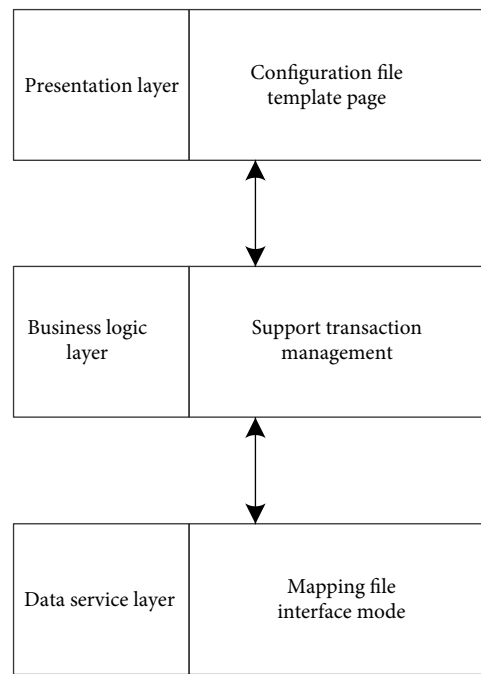 Presentation layer
Configuration file
template page
Business logic
layer
Support transaction
management
Data service layer
Mapping file
interface mode